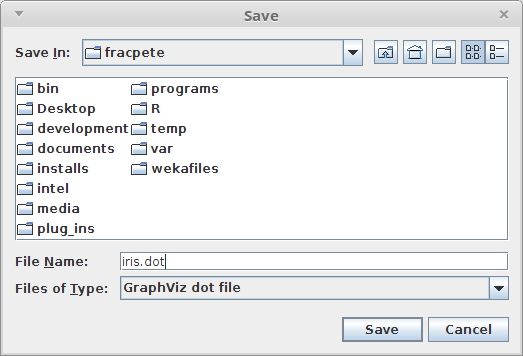 Save
Save In: fracpete
bin programs
Desktop R
development temp
documents var
installs wekafiles
intel
media
plug_ins
File Name: iris.dot
Files of Type: GraphViz dot file
Save Cancel